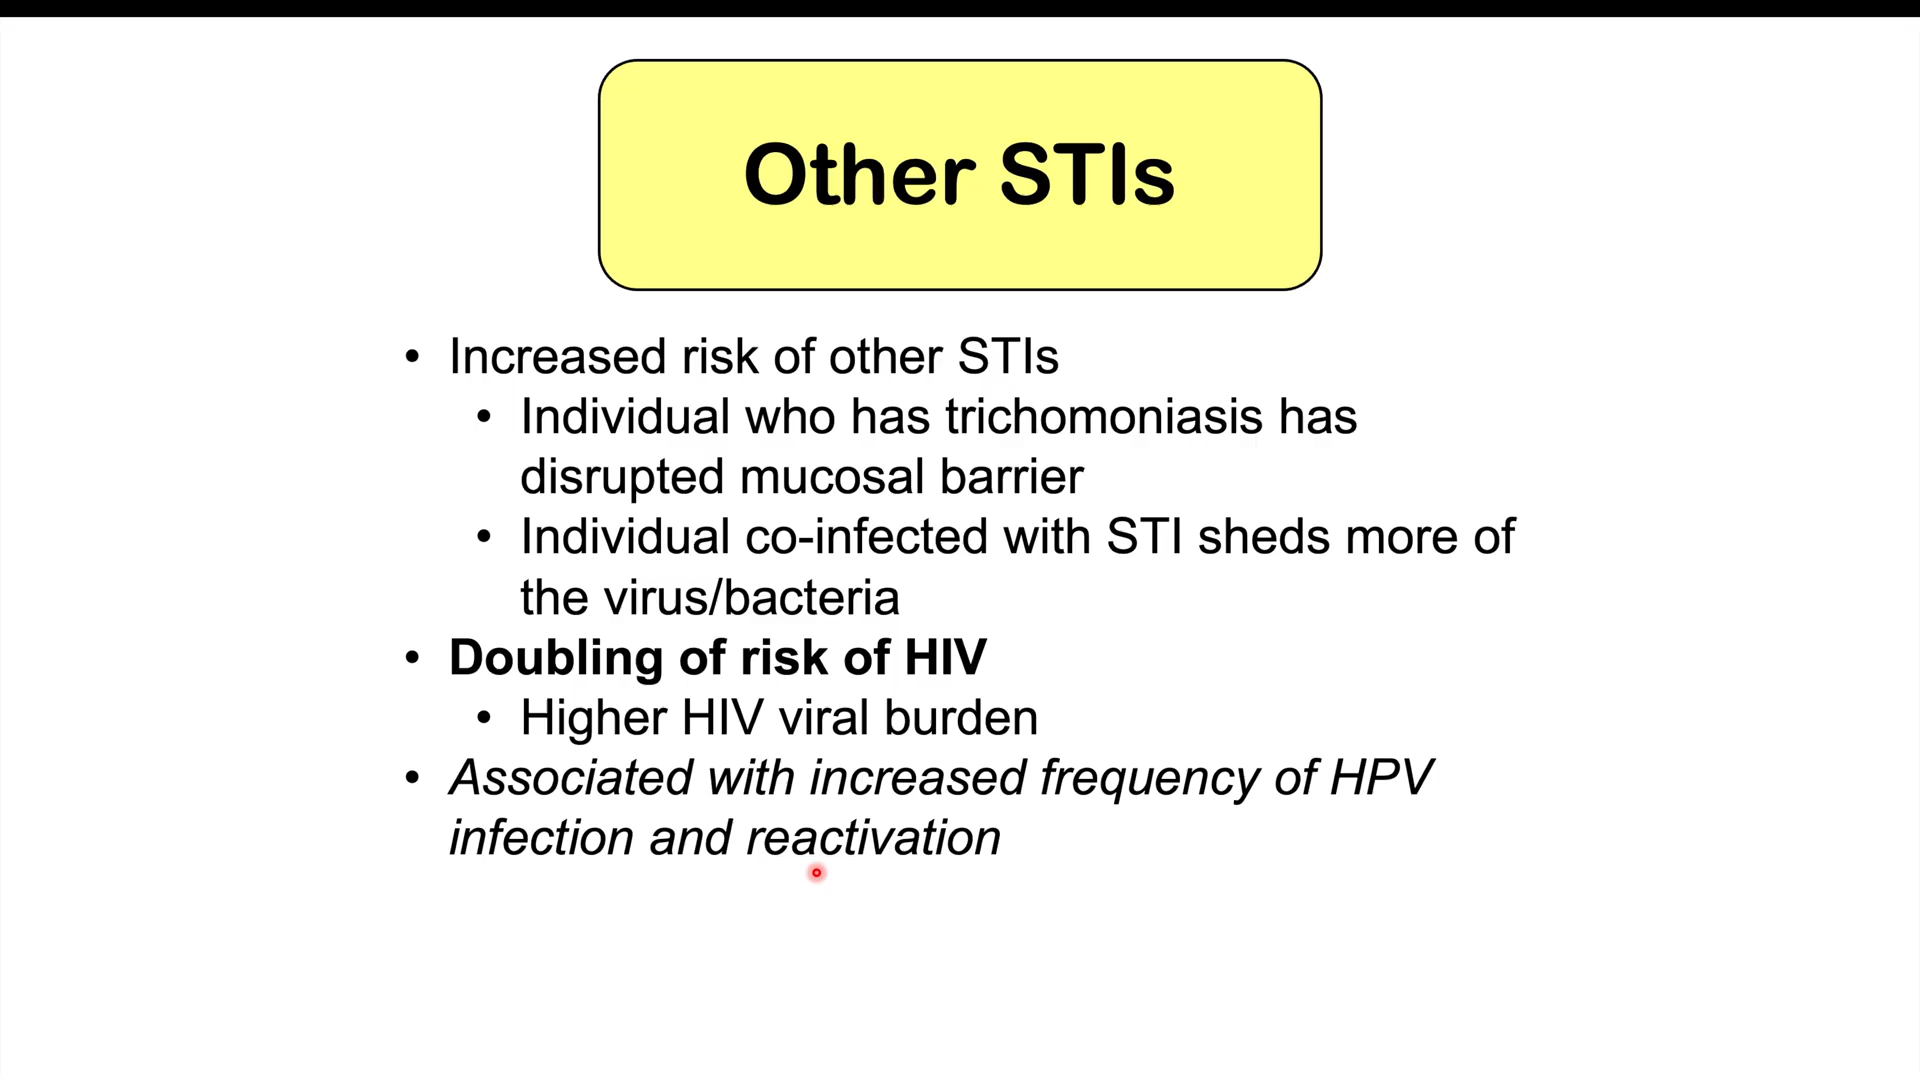 Other STIs
• Increased risk of other STIs
• Individual who has trichomoniasis has
disrupted mucosal barrier
• Individual co-infected with STI sheds more of
the virus/bacteria
• Doubling of risk of HIV
• Higher HIV viral burden
• Associated with increased frequency of HPV
infection and reactivation